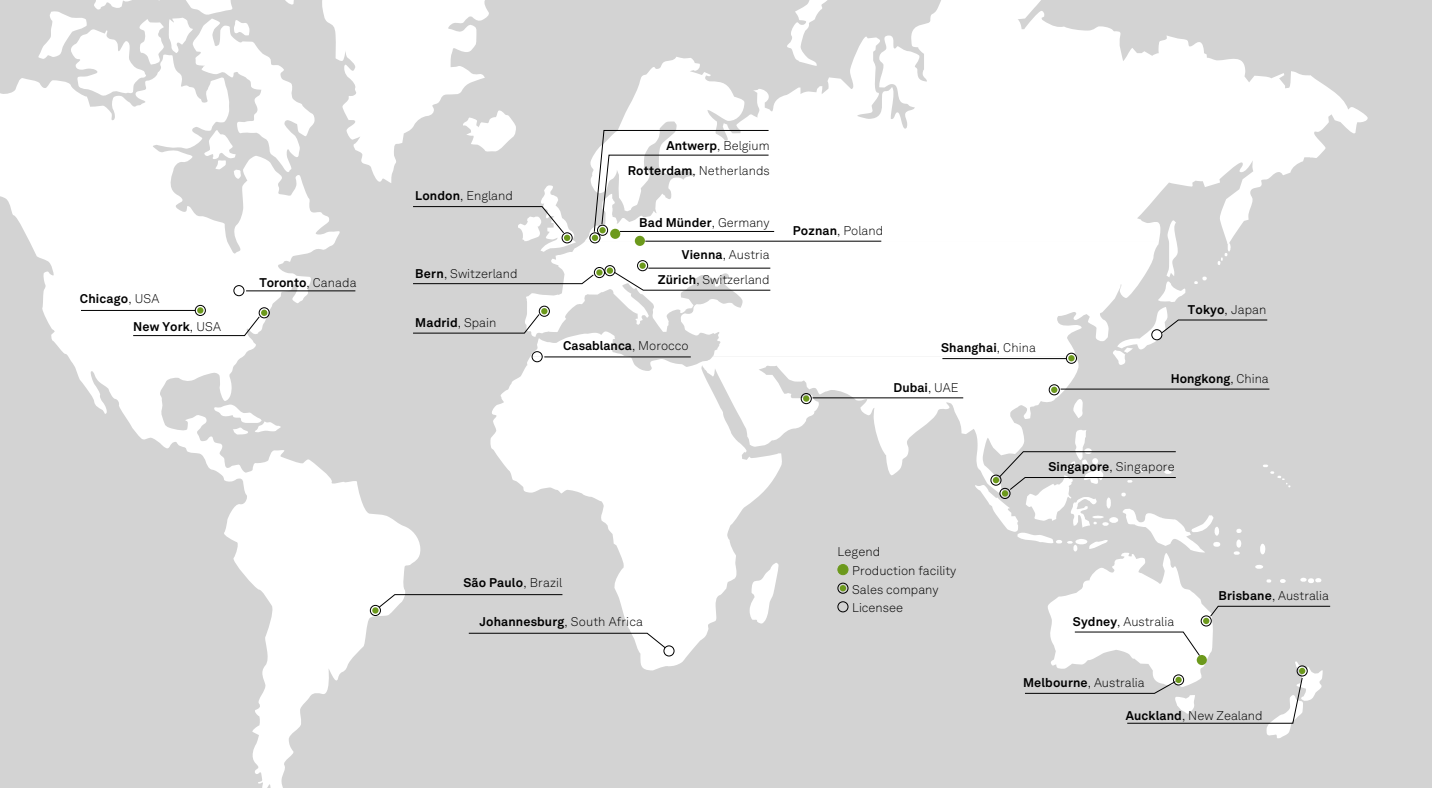 Antwerp, Belgium
Rotterdam, Netherlands
London, England
Bad Münder, Germany
Poznan, Poland
Vienna, Austria
Bern, Switzerland
Zürich, Switzerland
Toronto, Canada
Chicago, USA
New York, USA
Madrid, Spain
Casablanca, Morocco
Tokyo, Japan
Shanghai, China
Hongkong, China
Dubai, UAE
Singapore, Singapore
Legend
Production facility
Sales company
Licensee
São Paulo, Brazil
Johannesburg, South Africa
Brisbane, Australia
Sydney, Australia
Melbourne, Australia
Auckland, New Zealand